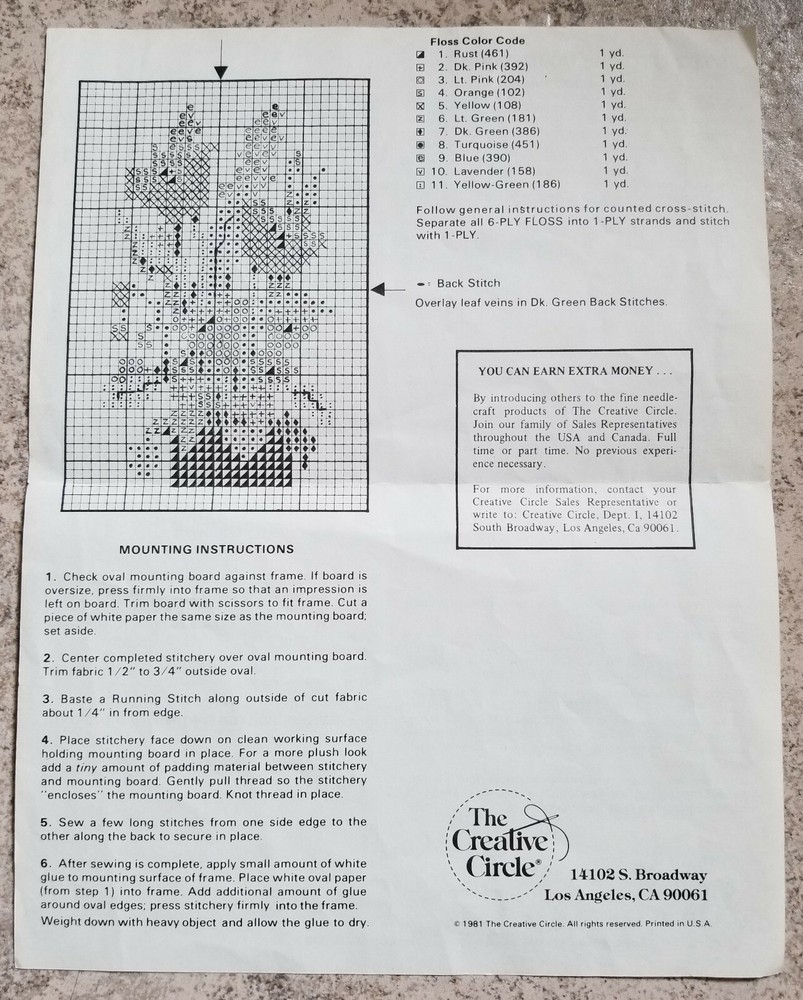 Floss Color Code
1. Rust (461) 1 yd.
2. Dk. Pink (392) 1 yd.
3. Lt. Pink (204) 1 yd.
4. Orange (102) 1 yd.
5. Yellow (108) 1 yd.
6. Lt. Green (181) 1 yd.
7. Dk. Green (386) 1 yd.
8. Turquoise (451) 1 yd.
9. Blue (390) 1 yd.
10. Lavender (158) 1 yd.
11. Yellow-Green (186) 1 yd.
Follow general instructions for counted cross-stitch.
Separate all 6-PLY FLOSS into 1-PLY strands and stitch
with 1-PLY.
Back Stitch
Overlay leaf veins in Dk. Green Back Stitches.
YOU CAN EARN EXTRA MONEY . . .
By introducing others to the fine needle-
craft products of The Creative Circle.
Join our family of Sales Representatives
throughout the USA and Canada. Full
time or part time. No previous experi-
ence necessary.
For more information, contact your
Creative Circle Sales Representative or
write to: Creative Circle, Dept. I, 14102
South Broadway, Los Angeles, Ca 90061.
MOUNTING INSTRUCTIONS
1. Check oval mounting board against frame. If board is
oversize, press firmly into frame so that an impression is
left on board. Trim board with scissors to fit frame. Cut a
piece of white paper the same size as the mounting board;
set aside.
2. Center completed stitchery over oval mounting board.
Trim fabric 1/2" to 3/4" outside oval.
3. Baste a Running Stitch along outside of cut fabric
about 1/4" in from edge.
4. Place stitchery face down on clean working surface
holding mounting board in place. For a more plush look
add a tiny amount of padding material between stitchery
and mounting board. Gently pull thread so the stitchery
"encloses" the mounting board. Knot thread in place.
5. Sew a few long stitches from one side edge to the
other along the back to secure in place.
6. After sewing is complete, apply small amount of white
glue to mounting surface of frame. Place white oval paper
(from step 1) into frame. Add additional amount of glue
around oval edges; press stitchery firmly into the frame.
Weight down with heavy object and allow the glue to dry.
The
Creative
Circle®
14102 S. Broadway
Los Angeles, CA 90061
© 1981 The Creative Circle. All rights reserved. Printed in U.S.A.